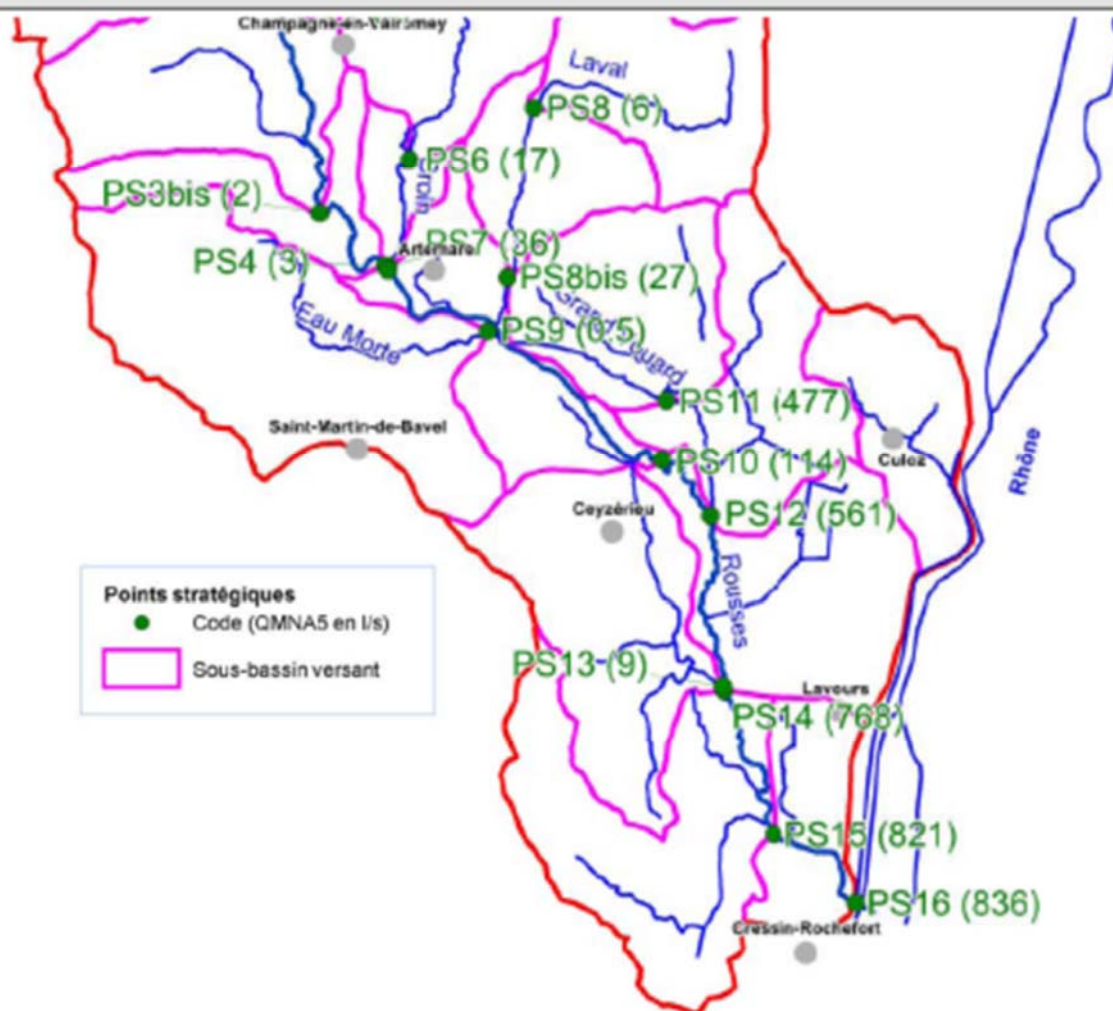 Champagne-en-Valromey
Laval
PS8 (6)
PS6 (17)
PS3bis (2)
PS7 (36)
Artemare
PS4 (3)
PS8bis (27)
Eau Morte
PS9 (0.5)
PS11 (477)
Saint-Martin-de-Bavel
Culoz
Rhône
PS10 (114)
Ceyzérieu
PS12 (561)
Rousses
Points stratégiques
Code (QMNA5 en l/s)
Sous-bassin versant
PS13 (9)
Lavours
PS14 (768)
PS15 (821)
PS16 (836)
Cressin-Rochefort